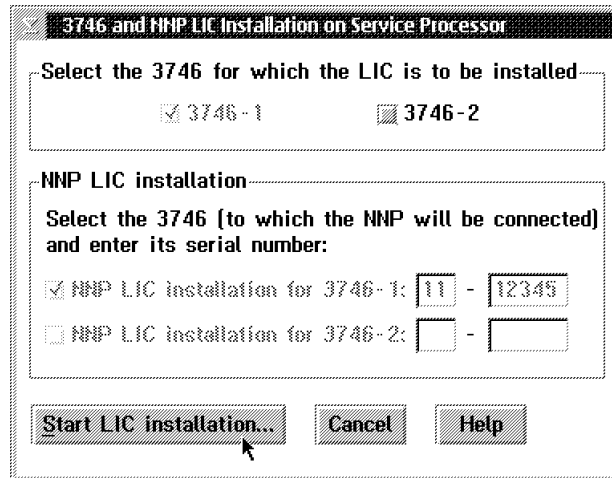 3746 and NNP LIC Installation on Service Processor
Select the 3746 for which the LIC is to be installed
3746-1 3746-2
NNP LIC installation
Select the 3746 (to which the NNP will be connected)
and enter its serial number:
NNP LIC installation for 3746-1: 11 - 12345
NNP LIC installation for 3746-2: -
Start LIC installation... Cancel Help